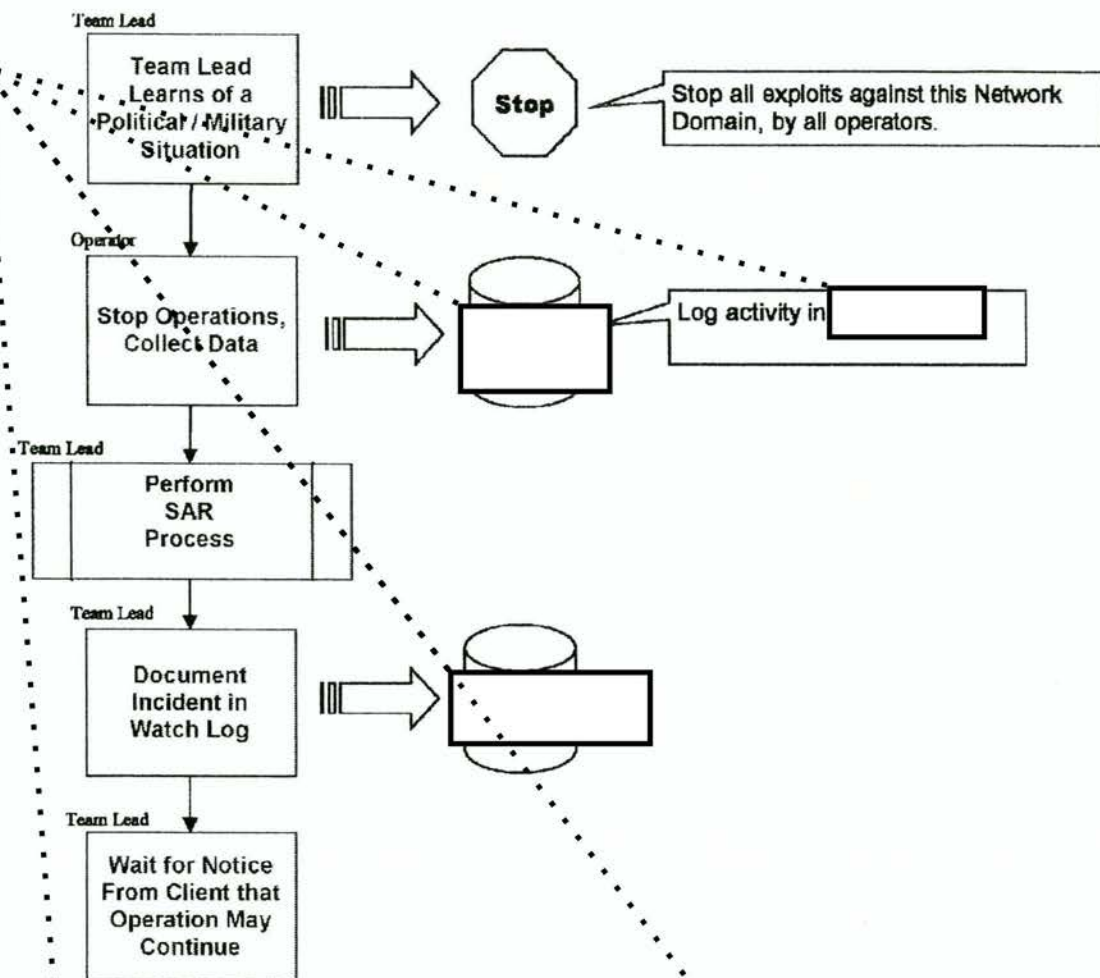 Team Lead
Team Lead
Learns of a
Political / Military
Situation
Stop
Stop all exploits against this Network
Domain, by all operators.
Operator
Stop Operations,
Collect Data
Log activity in
Team Lead
Perform
SAR
Process
Team Lead
Document
Incident in
Watch Log
Team Lead
Wait for Notice
From Client that
Operation May
Continue